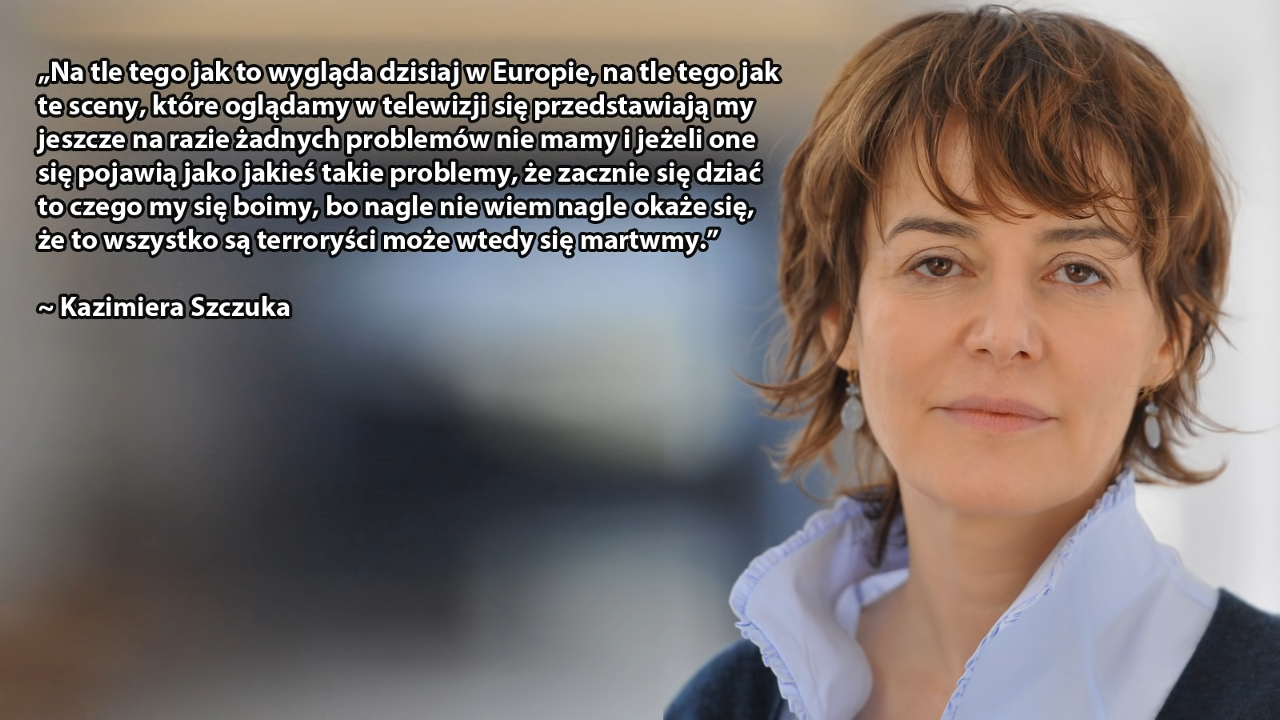 „Na tle tego jak to wygląda dzisiaj w Europie, na tle tego jak
te sceny, które oglądamy w telewizji się przedstawiają my
jeszcze na razie żadnych problemów nie mamy i jeżeli one
się pojawią jako jakieś takie problemy, że zacznie się dziać
to czego my się boimy, bo nagle nie wiem nagle okaże się,
że to wszystko są terroryści może wtedy się martwmy.”
~ Kazimiera Szczuka